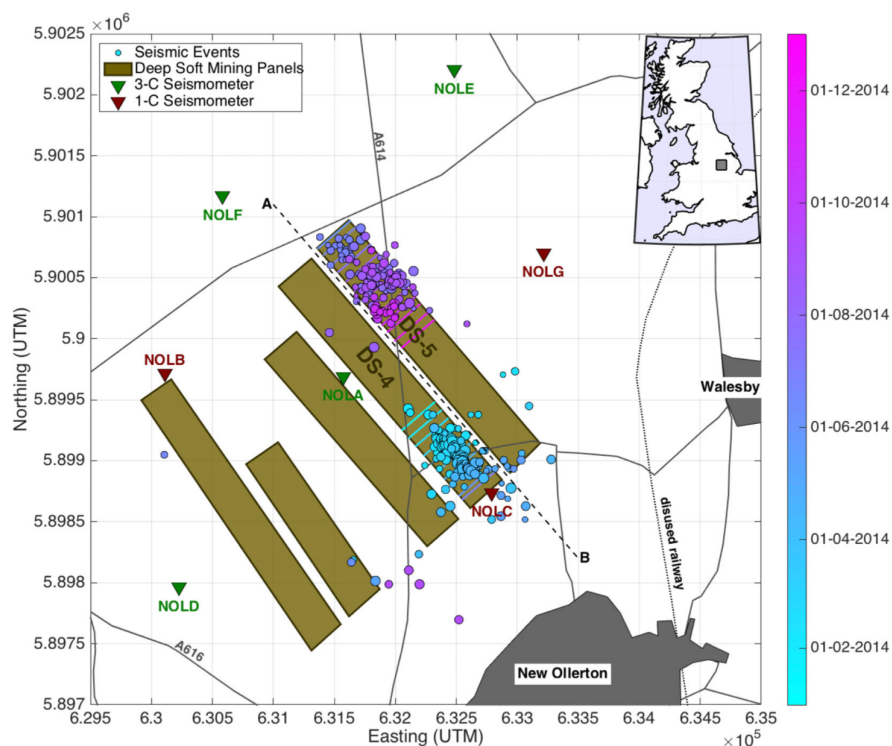 × 10⁶
5.9025
5.902
5.9015
5.901
5.9005
5.9
5.8995
5.899
5.8985
5.898
5.8975
5.897
Northing (UTM)
Seismic Events
Deep Soft Mining Panels
3-C Seismometer
1-C Seismometer
NOLE
A614
A
NOLF
NOLG
DS-5
DS-4
NOLB
NOLA
Walesby
NOLC
disused railway
B
NOLD
A616
New Ollerton
6.295
6.3
6.305
6.31
6.315
6.32
6.325
6.33
6.335
6.34
6.345
6.35
× 10⁵
Easting (UTM)
01-12-2014
01-10-2014
01-08-2014
01-06-2014
01-04-2014
01-02-2014